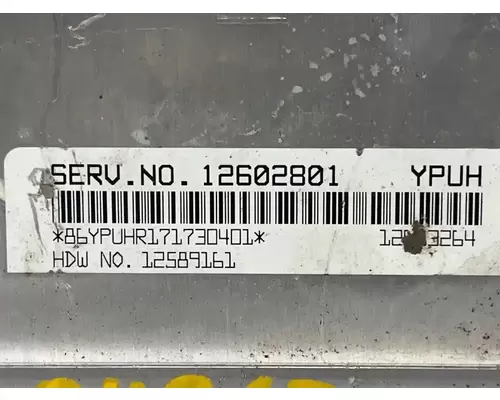 SERV.NO. 12602801 YPUH
*86YPUHR171730401*
HDW NO. 12589161